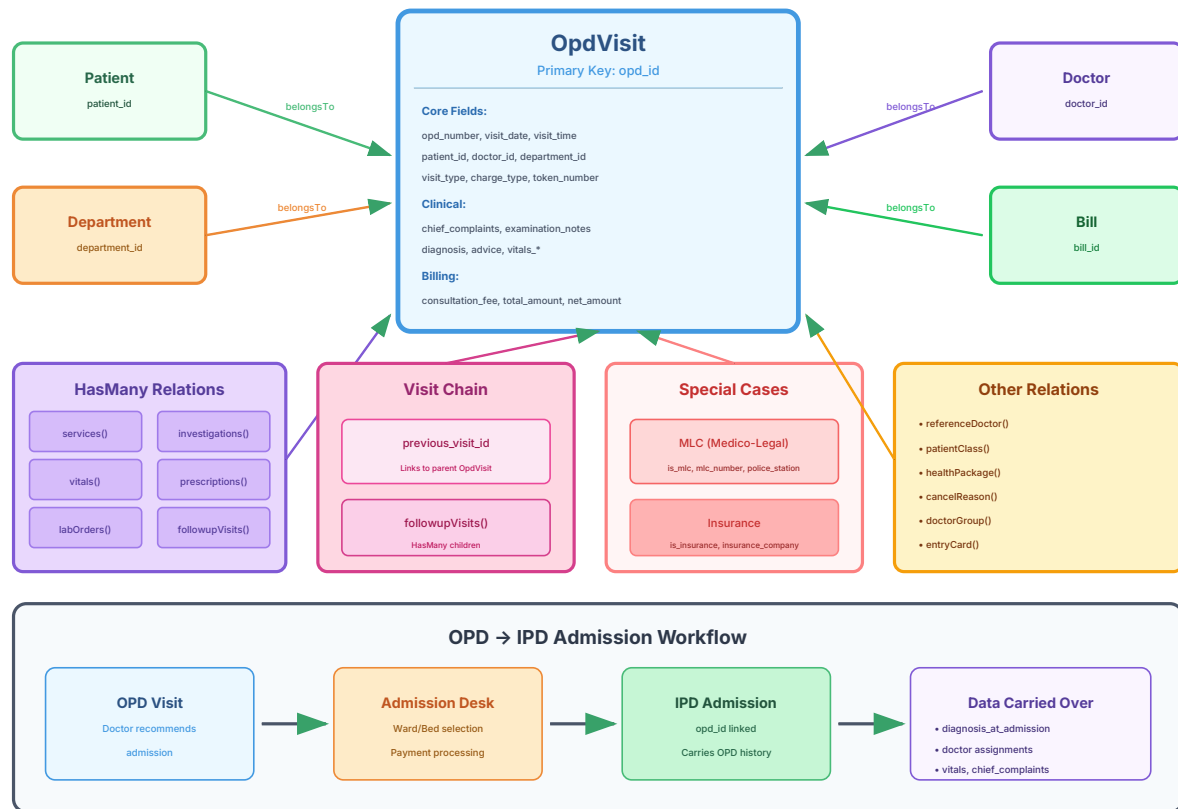 OpdVisit
Primary Key: opd_id
Core Fields:
opd_number, visit_date, visit_time
patient_id, doctor_id, department_id
visit_type, charge_type, token_number
Clinical:
chief_complaints, examination_notes
diagnosis, advice, vitals_*
Billing:
consultation_fee, total_amount, net_amount
Patient
patient_id
belongsTo
Department
department_id
belongsTo
Doctor
doctor_id
belongsTo
Bill
bill_id
belongsTo
HasMany Relations
services()
investigations()
vitals()
prescriptions()
labOrders()
followupVisits()
Visit Chain
previous_visit_id
Links to parent OpdVisit
followupVisits()
HasMany children
Special Cases
MLC (Medico-Legal)
is_mlc, mlc_number, police_station
Insurance
is_insurance, insurance_company
Other Relations
• referenceDoctor()
• patientClass()
• healthPackage()
• cancelReason()
• doctorGroup()
• entryCard()
OPD → IPD Admission Workflow
OPD Visit
Doctor recommends
admission
Admission Desk
Ward/Bed selection
Payment processing
IPD Admission
opd_id linked
Carries OPD history
Data Carried Over
• diagnosis_at_admission
• doctor assignments
• vitals, chief_complaints